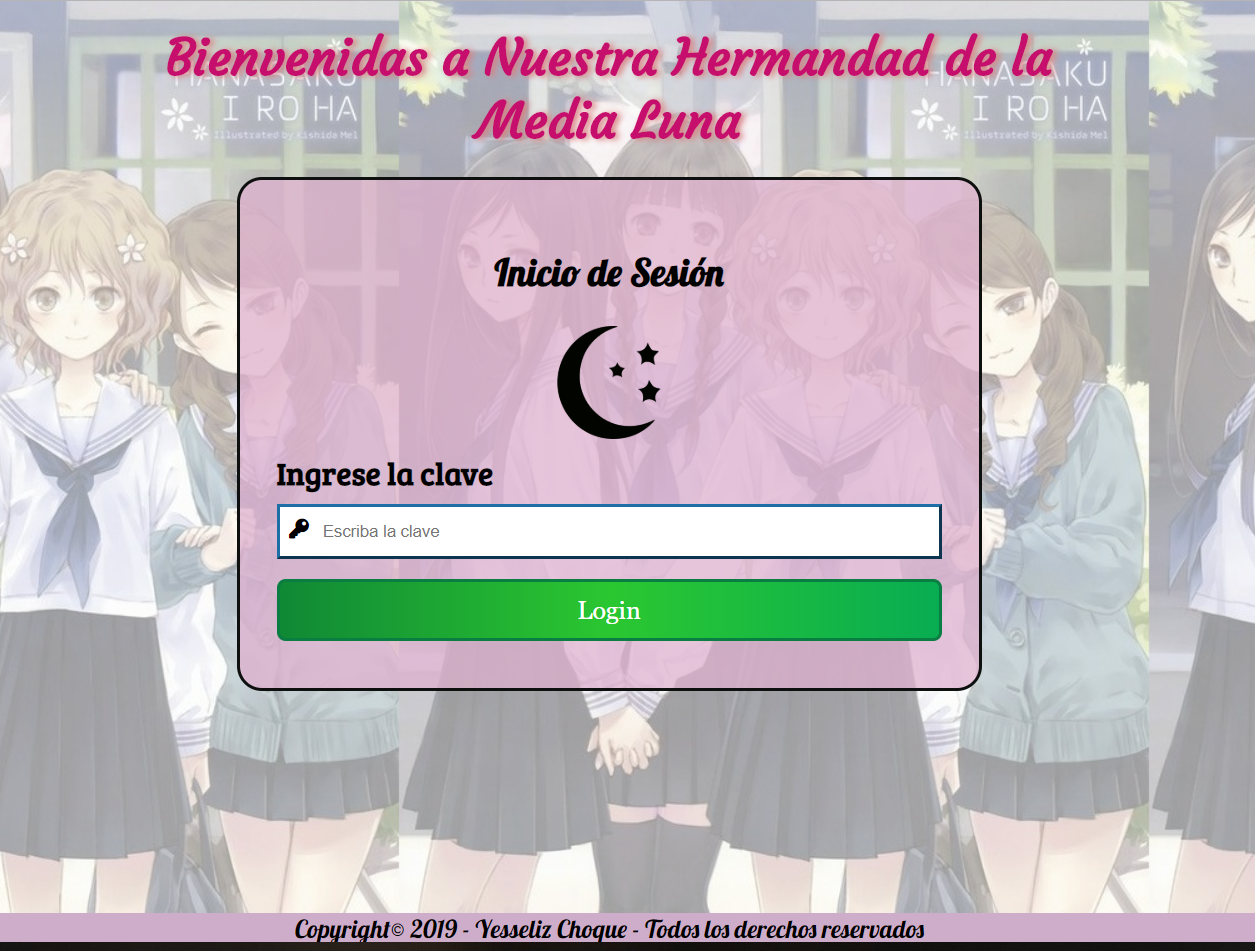 Bienvenidas a Nuestra Hermandad de la
Media Luna
HANASAKU
I RO HA
Illustrated by Kishida Mel
HANASAKU
I RO HA
Illustrated by Kishida Mel
Inicio de Sesión
Ingrese la clave
Escriba la clave
Login
Copyright© 2019 - Yesseliz Choque - Todos los derechos reservados